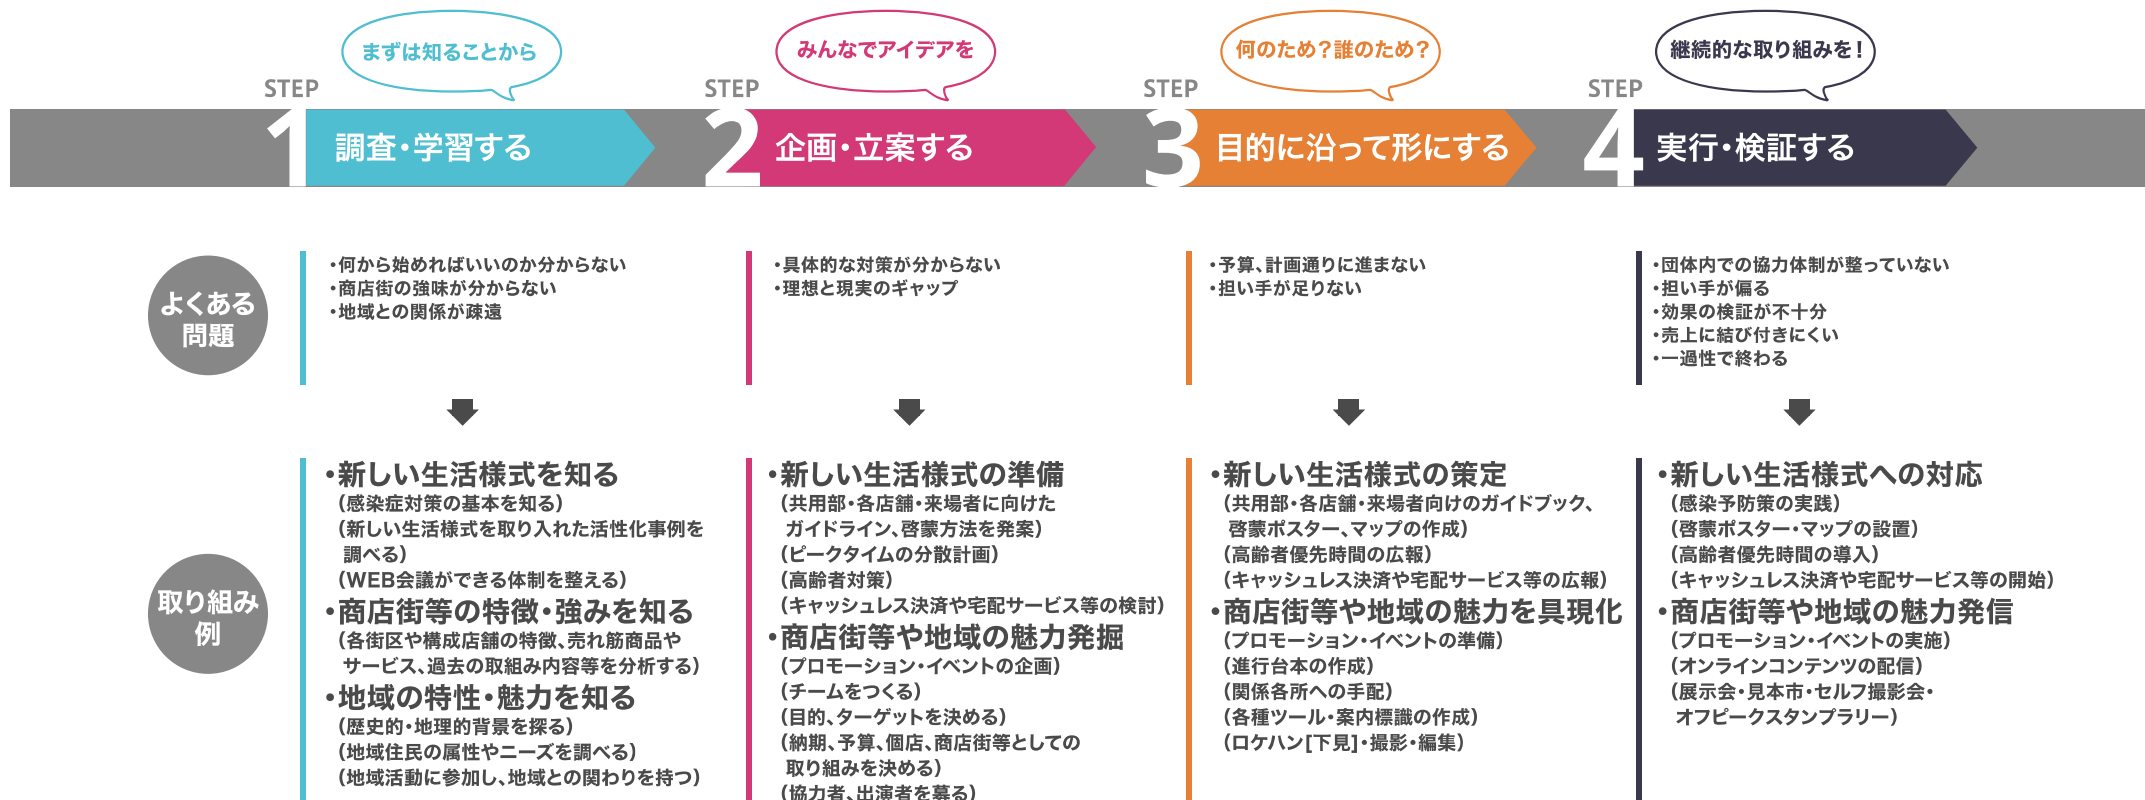 まずは知ることから
STEP
1
調査・学習する
みんなでアイデアを
STEP
2
企画・立案する
何のため？誰のため？
STEP
3
目的に沿って形にする
継続的な取り組みを！
STEP
4
実行・検証する
よくある
問題
・何から始めればいいのか分からない
・商店街の強味が分からない
・地域との関係が疎遠
・具体的な対策が分からない
・理想と現実のギャップ
・予算、計画通りに進まない
・担い手が足りない
・団体内での協力体制が整っていない
・担い手が偏る
・効果の検証が不十分
・売上に結び付きにくい
・一過性で終わる
取り組み
例
・新しい生活様式を知る
（感染症対策の基本を知る）
（新しい生活様式を取り入れた活性化事例を
調べる）
（WEB会議ができる体制を整える）
・商店街等の特徴・強みを知る
（各街区や構成店舗の特徴、売れ筋商品や
サービス、過去の取組み内容等を分析する）
・地域の特性・魅力を知る
（歴史的・地理的背景を探る）
（地域住民の属性やニーズを調べる）
（地域活動に参加し、地域との関わりを持つ）
・新しい生活様式の準備
（共用部・各店舗・来場者に向けた
ガイドライン、啓蒙方法を発案）
（ピークタイムの分散計画）
（高齢者対策）
（キャッシュレス決済や宅配サービス等の検討）
・商店街等や地域の魅力発掘
（プロモーション・イベントの企画）
（チームをつくる）
（目的、ターゲットを決める）
（納期、予算、個店、商店街等としての
取り組みを決める）
（協力者、出演者を募る）
・新しい生活様式の策定
（共用部・各店舗・来場者向けのガイドブック、
啓蒙ポスター、マップの作成）
（高齢者優先時間の広報）
（キャッシュレス決済や宅配サービス等の広報）
・商店街等や地域の魅力を具現化
（プロモーション・イベントの準備）
（進行台本の作成）
（関係各所への手配）
（各種ツール・案内標識の作成）
（ロケハン[下見]・撮影・編集）
・新しい生活様式への対応
（感染予防策の実践）
（啓蒙ポスター・マップの設置）
（高齢者優先時間の導入）
（キャッシュレス決済や宅配サービス等の開始）
・商店街等や地域の魅力発信
（プロモーション・イベントの実施）
（オンラインコンテンツの配信）
（展示会・見本市・セルフ撮影会・
オフピークスタンプラリー）